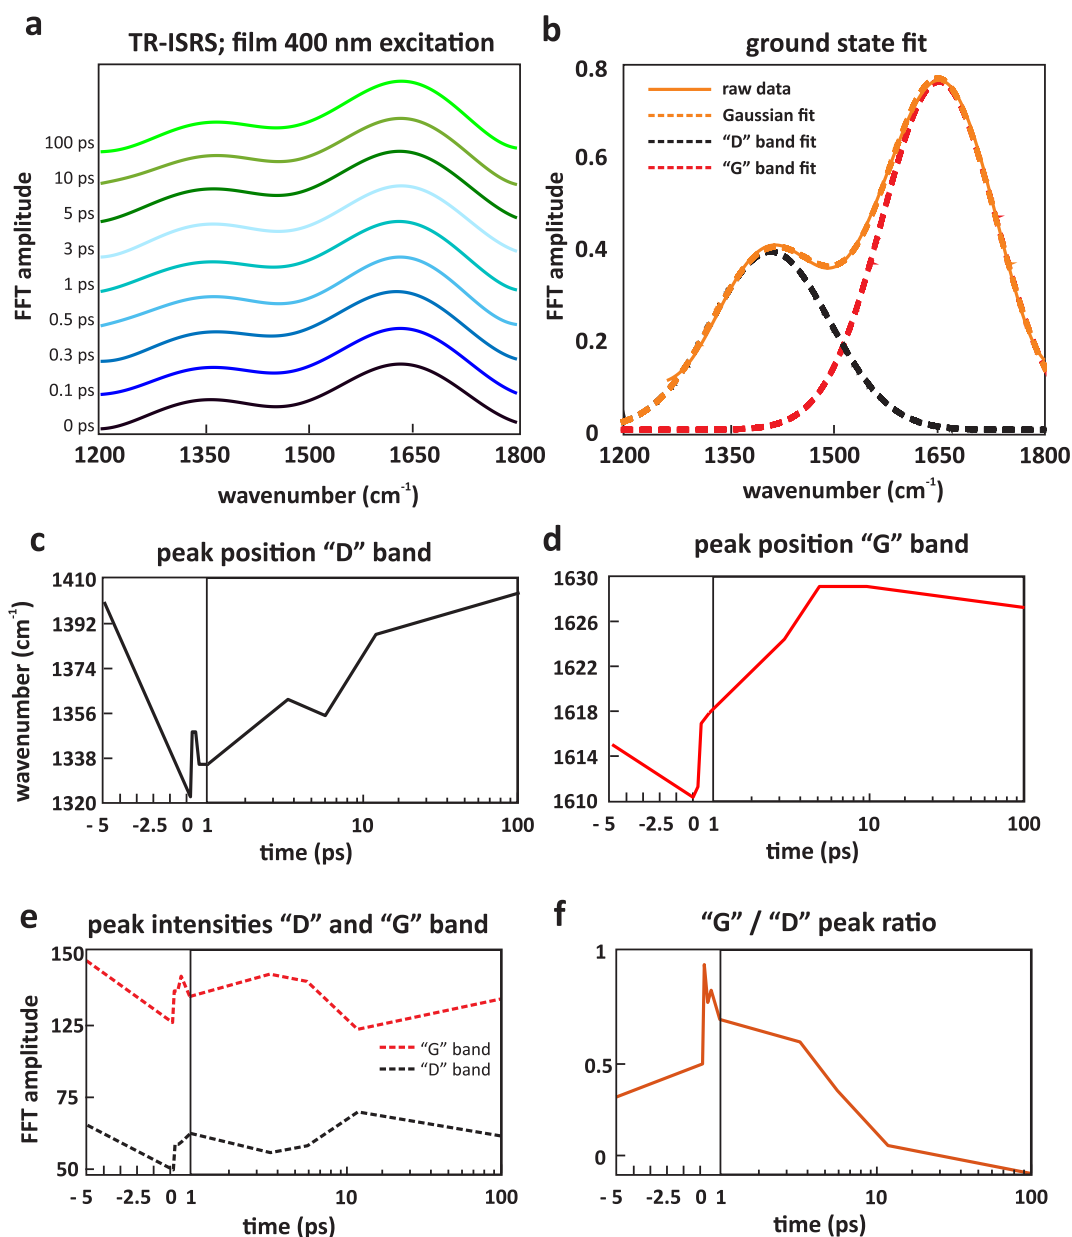 a
TR-ISRS; film 400 nm excitation
FFT amplitude
100 ps
10 ps
5 ps
3 ps
1 ps
0.5 ps
0.3 ps
0.1 ps
0 ps
1200 1350 1500 1650 1800
wavenumber (cm-1)
b
ground state fit
FFT amplitude
0.8
0.6
0.4
0.2
0
raw data
Gaussian fit
“D” band fit
“G” band fit
1200 1350 1500 1650 1800
wavenumber (cm-1)
c
peak position “D” band
wavenumber (cm-1)
1410
1392
1374
1356
1338
1320
- 5 -2.5 0 1 10 100
time (ps)
d
peak position “G” band
1630
1626
1622
1618
1614
1610
- 5 -2.5 0 1 10 100
time (ps)
e
peak intensities “D” and “G” band
FFT amplitude
150
125
75
50
“G” band
“D” band
- 5 -2.5 0 1 10 100
time (ps)
f
“G” / “D” peak ratio
1
0.5
0
- 5 -2.5 0 1 10 100
time (ps)